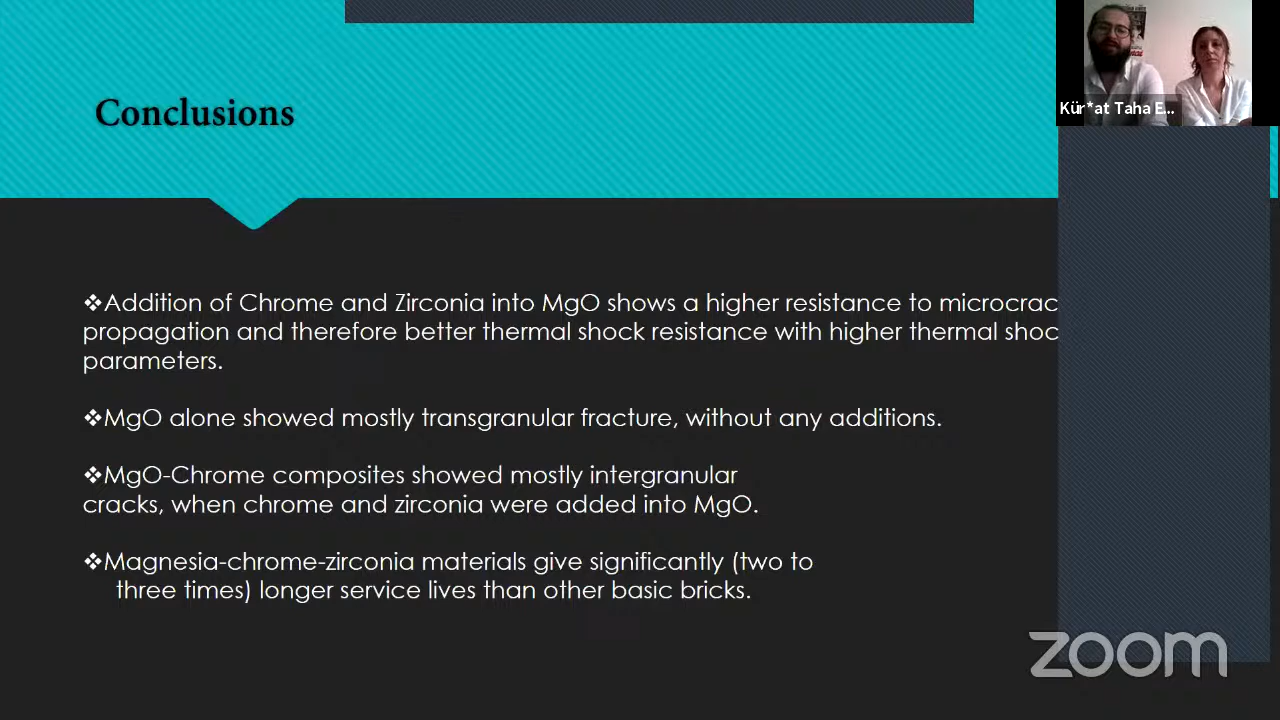 Conclusions
Kür*at Taha E...
❖Addition of Chrome and Zirconia into MgO shows a higher resistance to microcrac
propagation and therefore better thermal shock resistance with higher thermal shoc
parameters.
❖MgO alone showed mostly transgranular fracture, without any additions.
❖MgO-Chrome composites showed mostly intergranular
cracks, when chrome and zirconia were added into MgO.
❖Magnesia-chrome-zirconia materials give significantly (two to
three times) longer service lives than other basic bricks.
zoom